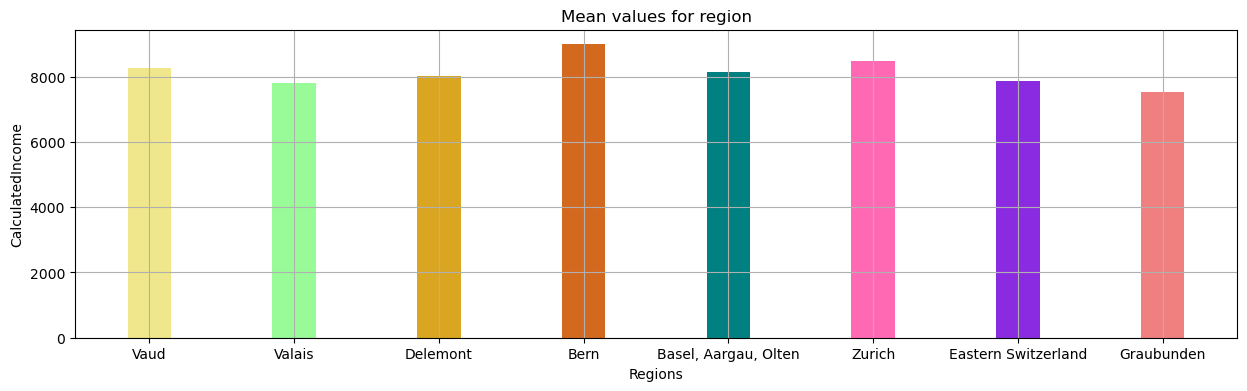 Mean values for region
CalculatedIncome
8000
6000
4000
2000
0
Vaud
Valais
Delemont
Bern
Basel, Aargau, Olten
Zurich
Eastern Switzerland
Graubunden
Regions